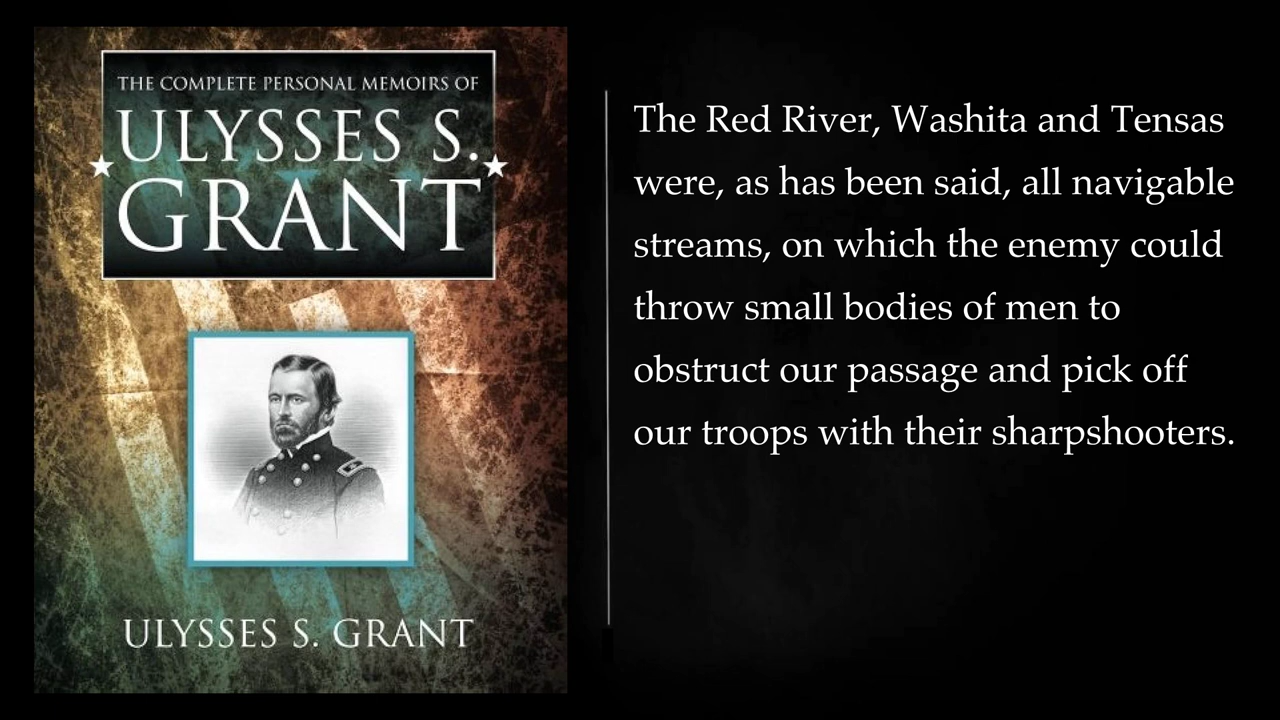 THE COMPLETE PERSONAL MEMOIRS OF
ULYSSES S.
GRANT
ULYSSES S. GRANT
The Red River, Washita and Tensas
were, as has been said, all navigable
streams, on which the enemy could
throw small bodies of men to
obstruct our passage and pick off
our troops with their sharpshooters.